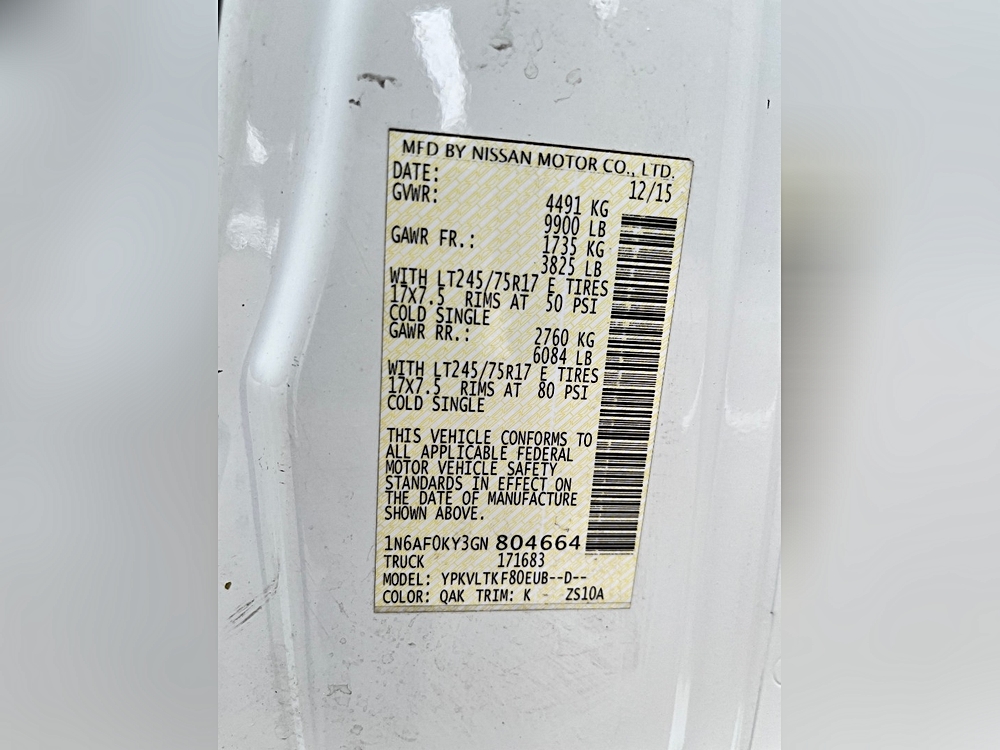 MFD BY NISSAN MOTOR CO., LTD.
DATE: 12/15
GVWR: 4491 KG
9900 LB
GAWR FR.: 1735 KG
3825 LB
WITH LT245/75R17 E TIRES
17X7.5 RIMS AT 50 PSI
COLD SINGLE
GAWR RR.: 2760 KG
6084 LB
WITH LT245/75R17 E TIRES
17X7.5 RIMS AT 80 PSI
COLD SINGLE
THIS VEHICLE CONFORMS TO
ALL APPLICABLE FEDERAL
MOTOR VEHICLE SAFETY
STANDARDS IN EFFECT ON
THE DATE OF MANUFACTURE
SHOWN ABOVE.
1N6AF0KY3GN 804664
TRUCK 171683
MODEL: YPKVLTKF80EUB--D--
COLOR: QAK TRIM: K - ZS10A